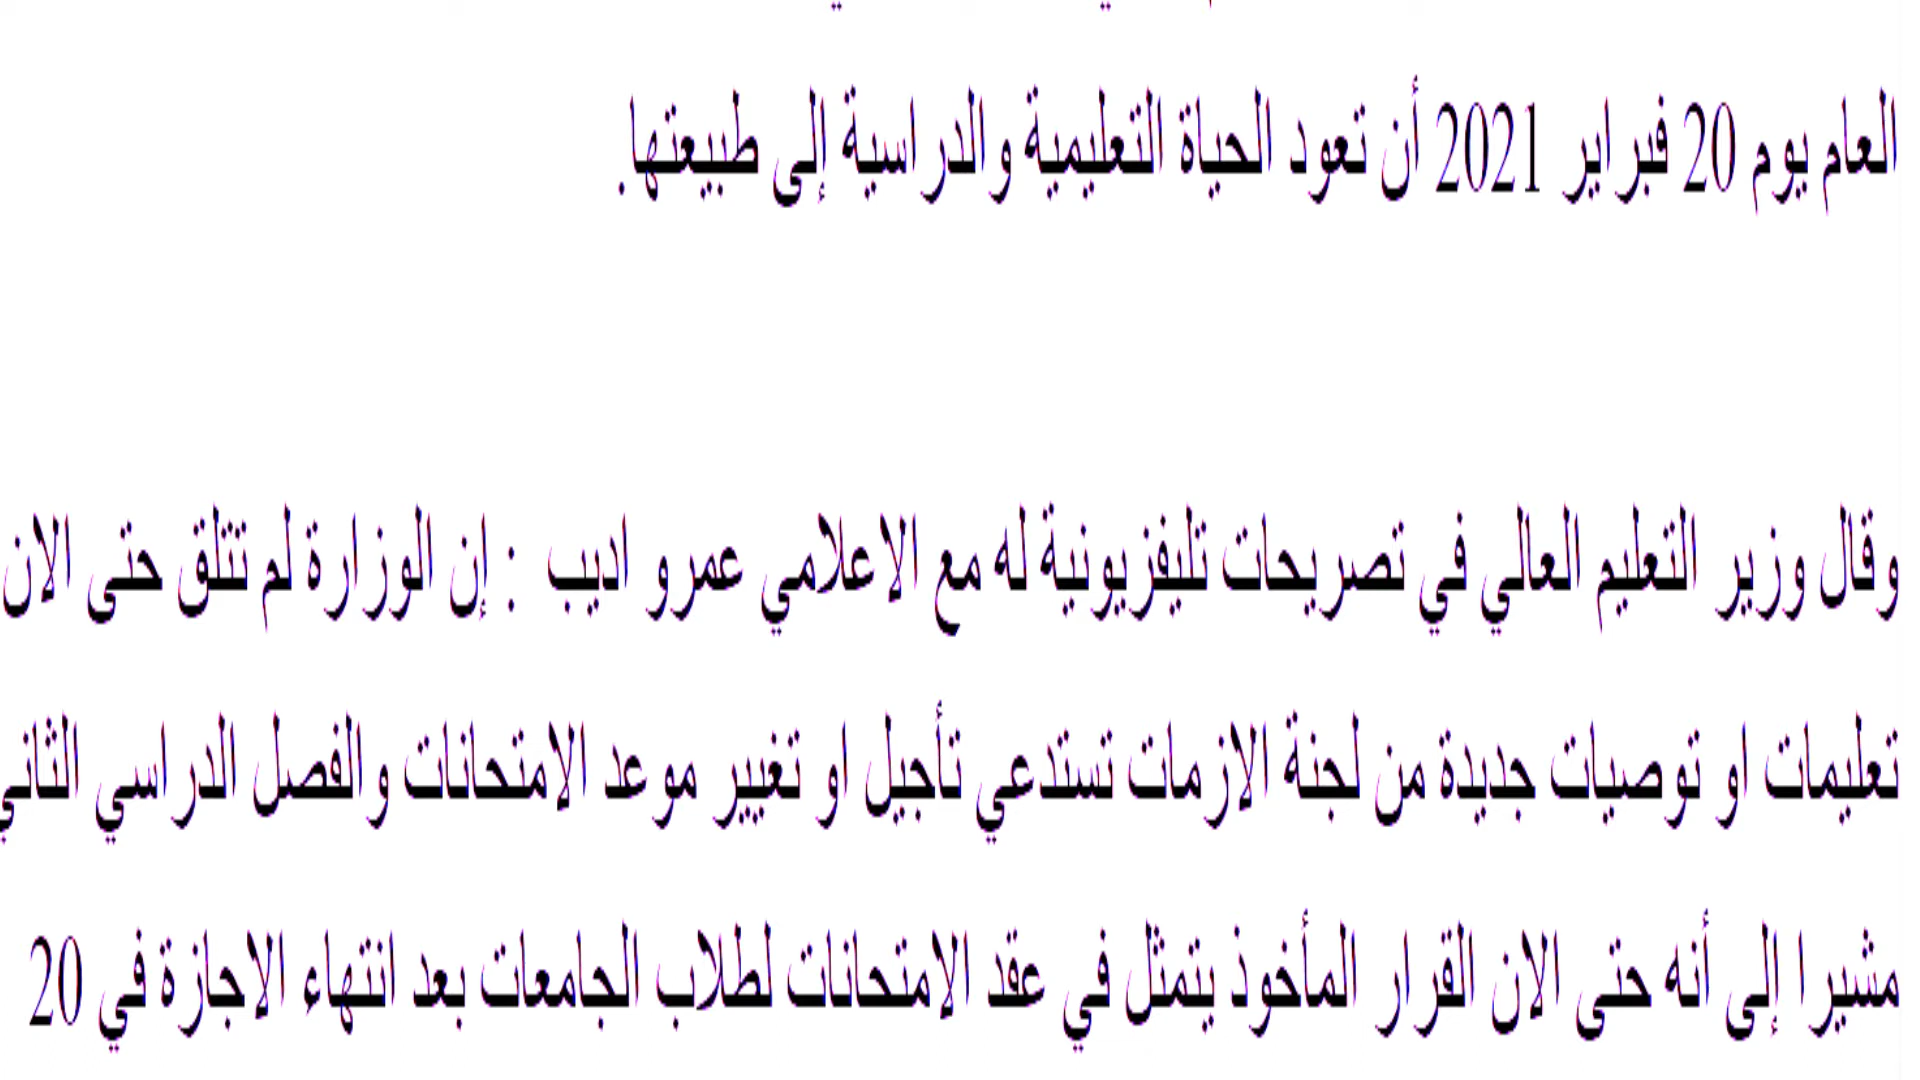 العام يوم 20 فبراير 2021 أن تعود الحياة التعليمية والدراسية إلى طبيعتها.
وقال وزير التعليم العالي في تصريحات تليفزيونية له مع الاعلامي عمرو اديب : إن الوزارة لم تتلق حتى الان
تعليمات او توصيات جديدة من لجنة الازمات تستدعي تأجيل او تغيير موعد الامتحانات والفصل الدراسي الثاني
مشيرا إلى أنه حتى الان القرار المأخوذ يتمثل في عقد الامتحانات لطلاب الجامعات بعد انتهاء الاجازة في 20